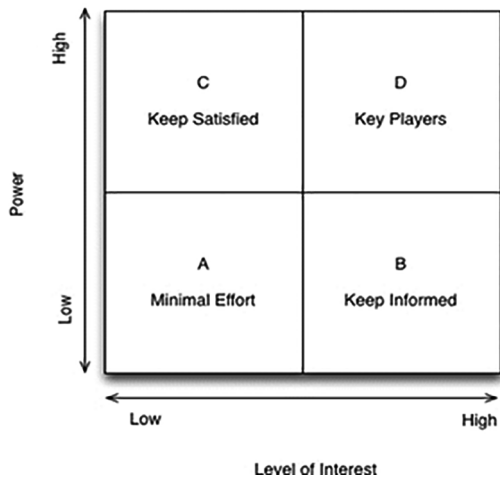 High
C
Keep Satisfied
D
Key Players
Power
A
Minimal Effort
B
Keep Informed
Low
Low
High
Level of Interest